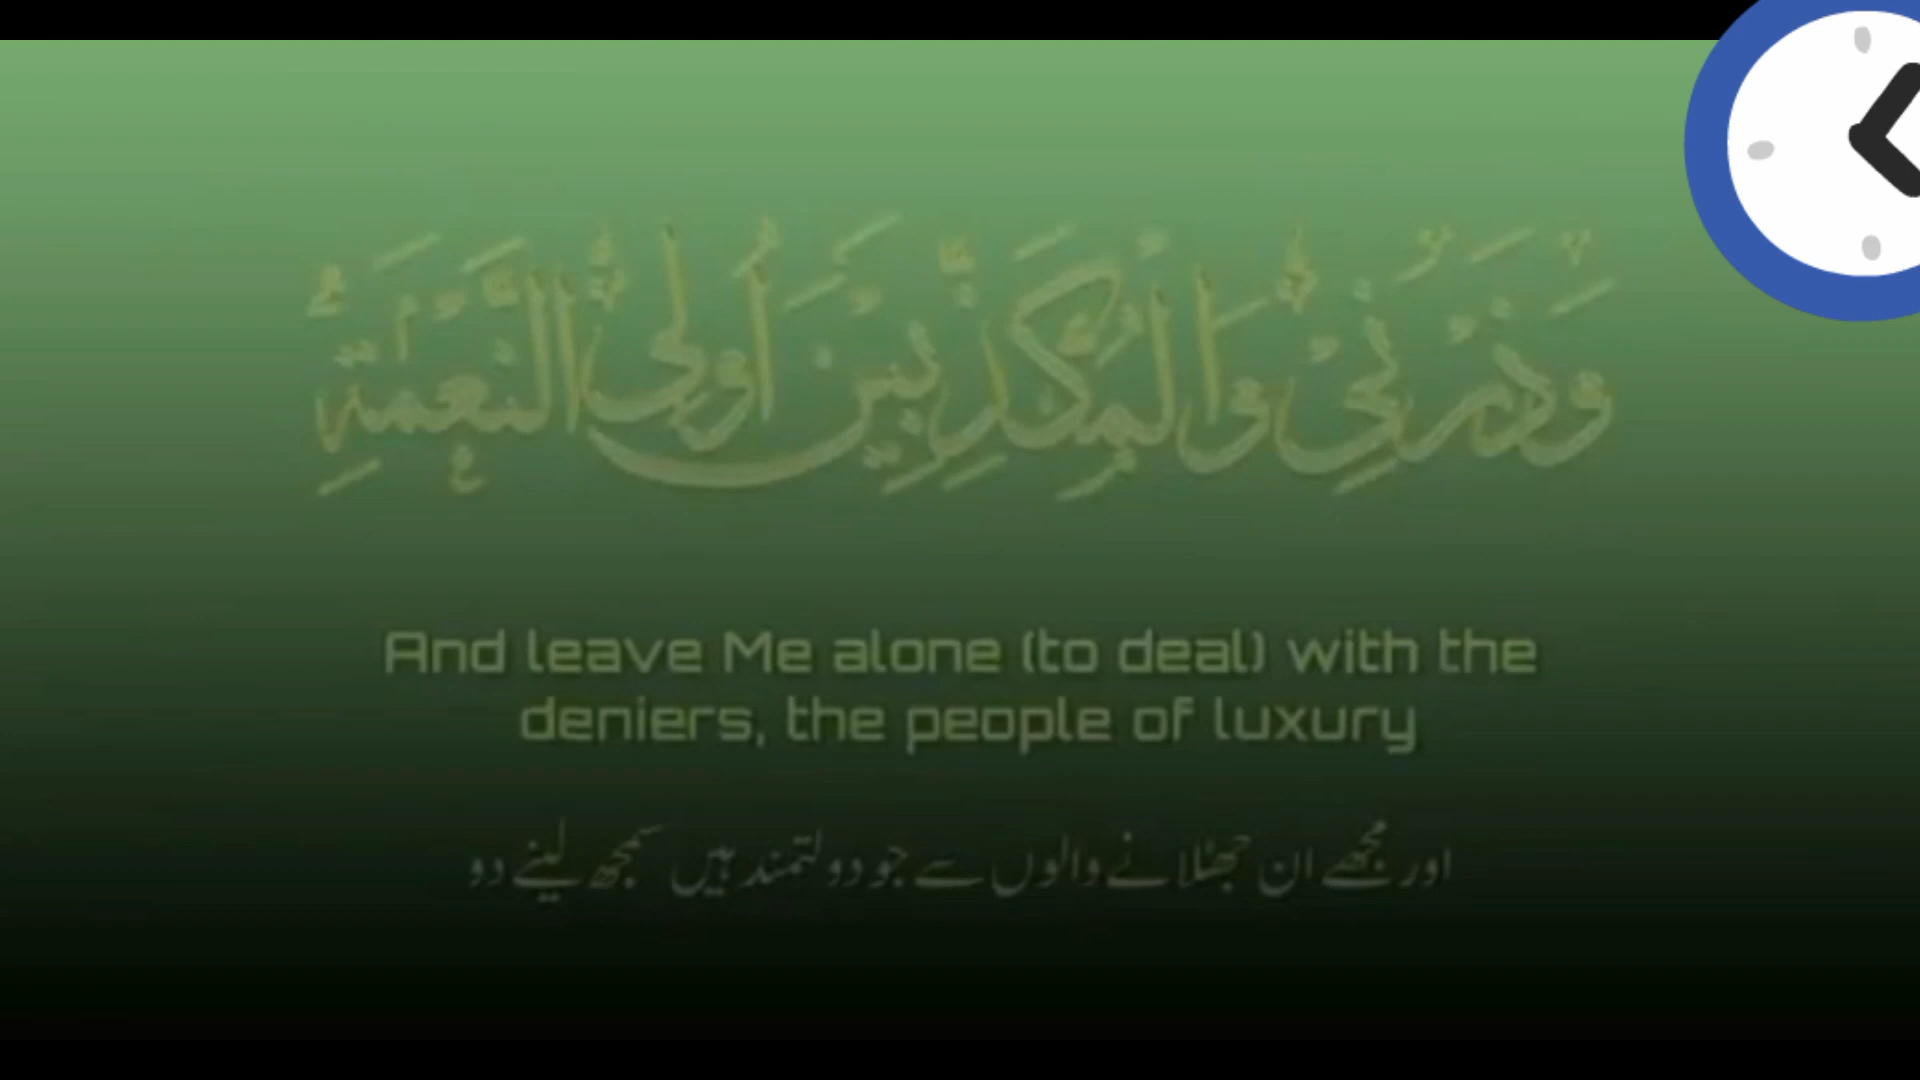 وَذَرْنِیْ وَالْمُكَذِّبِیْنَ اُولِی النَّعْمَةِ
And leave Me alone (to deal) with the
deniers, the people of luxury
اور مجھے ان جھٹلانے والوں سے جو دولتمند ہیں سمجھ لینے دو